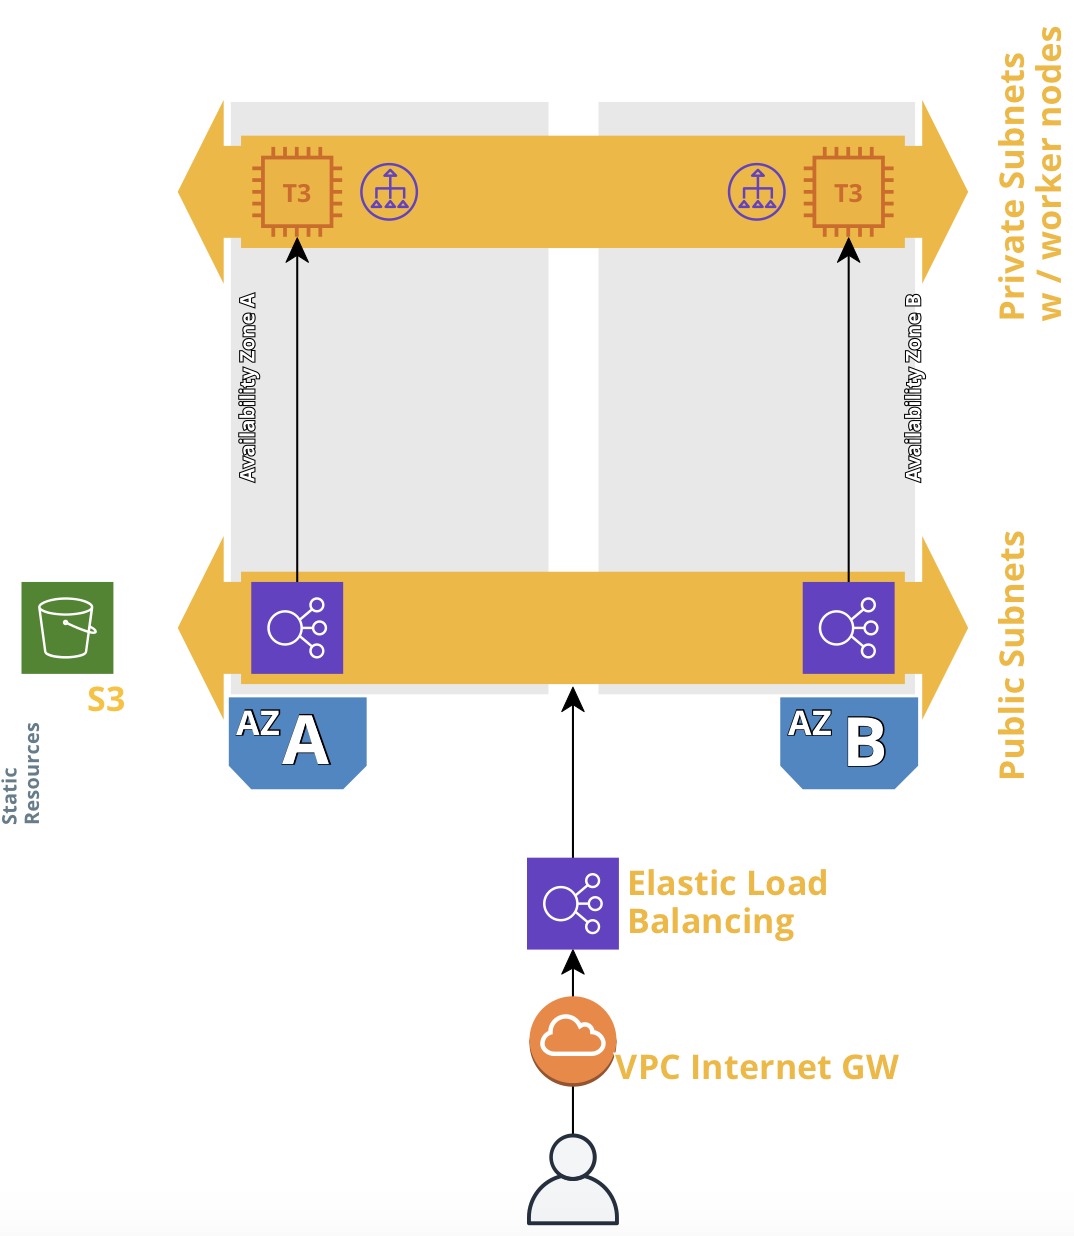 Private Subnets
w / worker nodes
T3
T3
Availability Zone A
Availability Zone B
Public Subnets
S3
Static
Resources
AZ A
AZ B
Elastic Load
Balancing
VPC Internet GW